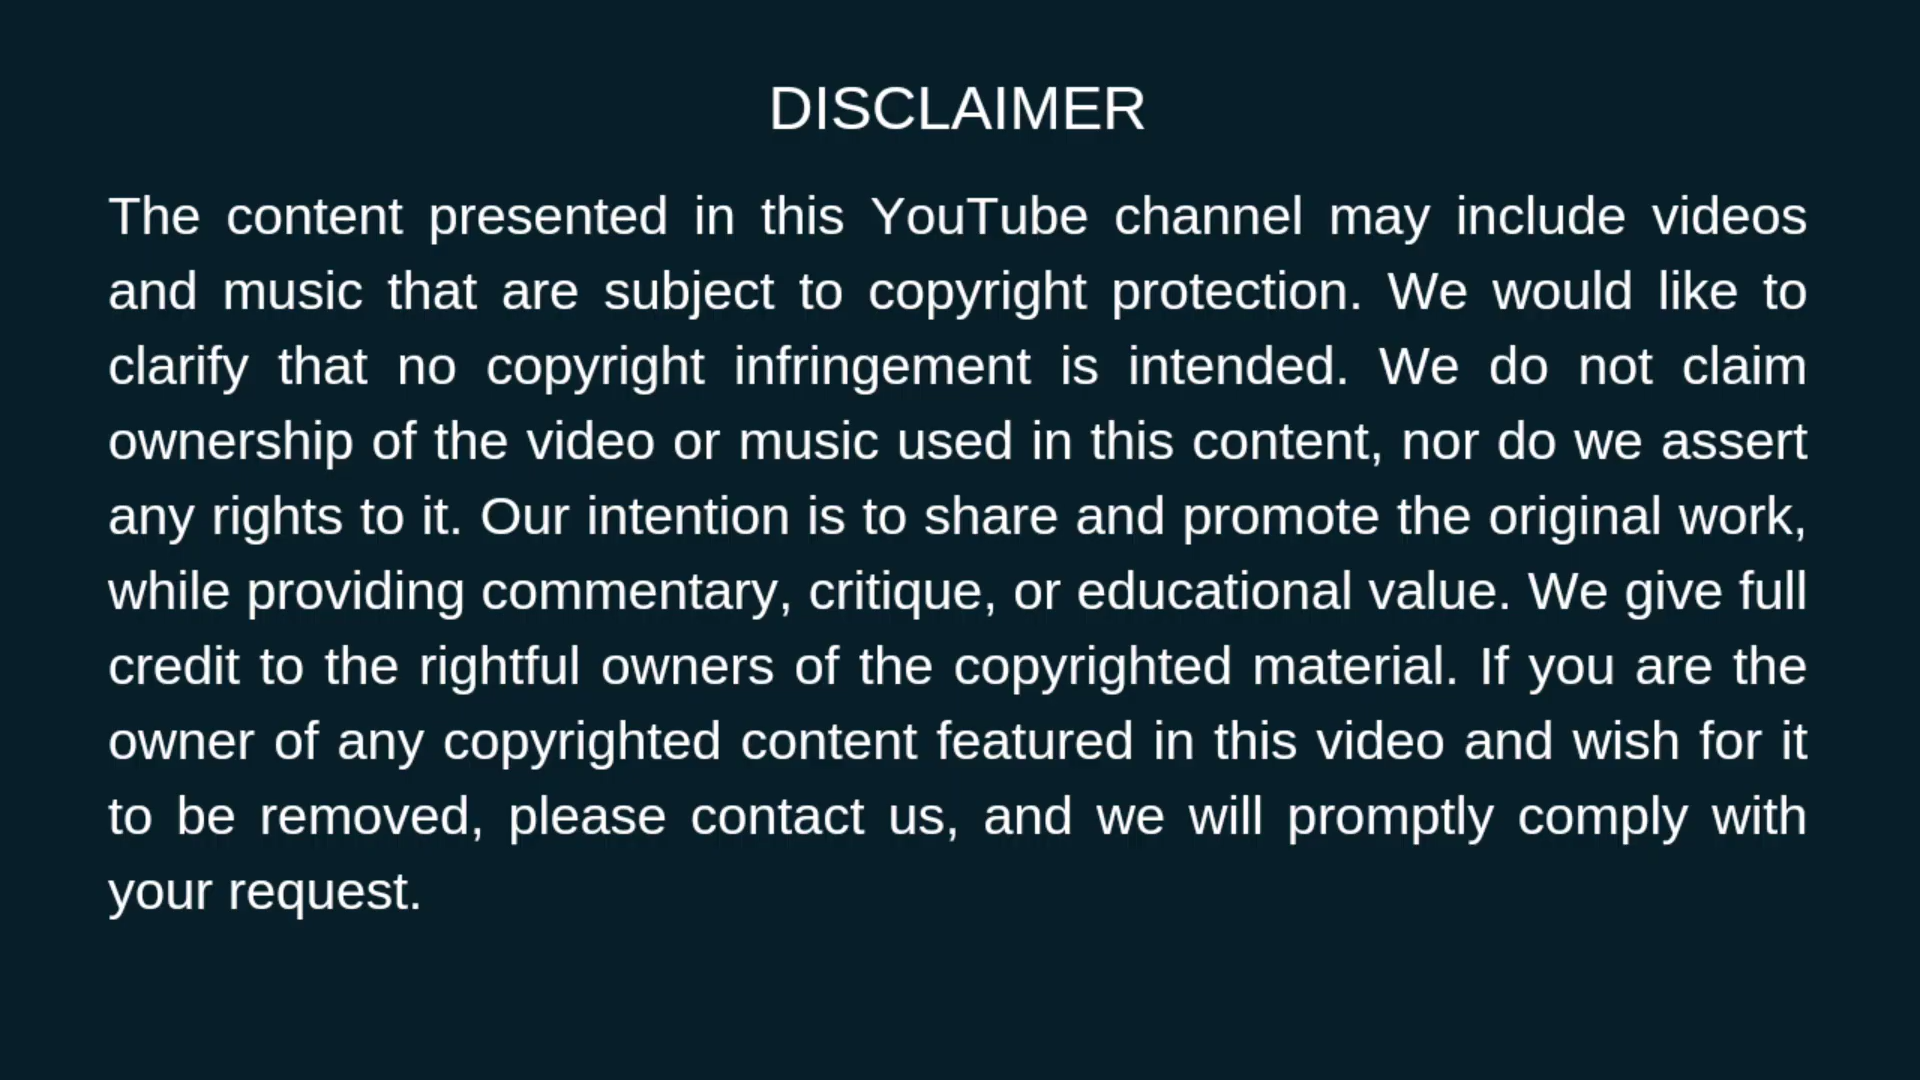 DISCLAIMER
The content presented in this YouTube channel may include videos
and music that are subject to copyright protection. We would like to
clarify that no copyright infringement is intended. We do not claim
ownership of the video or music used in this content, nor do we assert
any rights to it. Our intention is to share and promote the original work,
while providing commentary, critique, or educational value. We give full
credit to the rightful owners of the copyrighted material. If you are the
owner of any copyrighted content featured in this video and wish for it
to be removed, please contact us, and we will promptly comply with
your request.